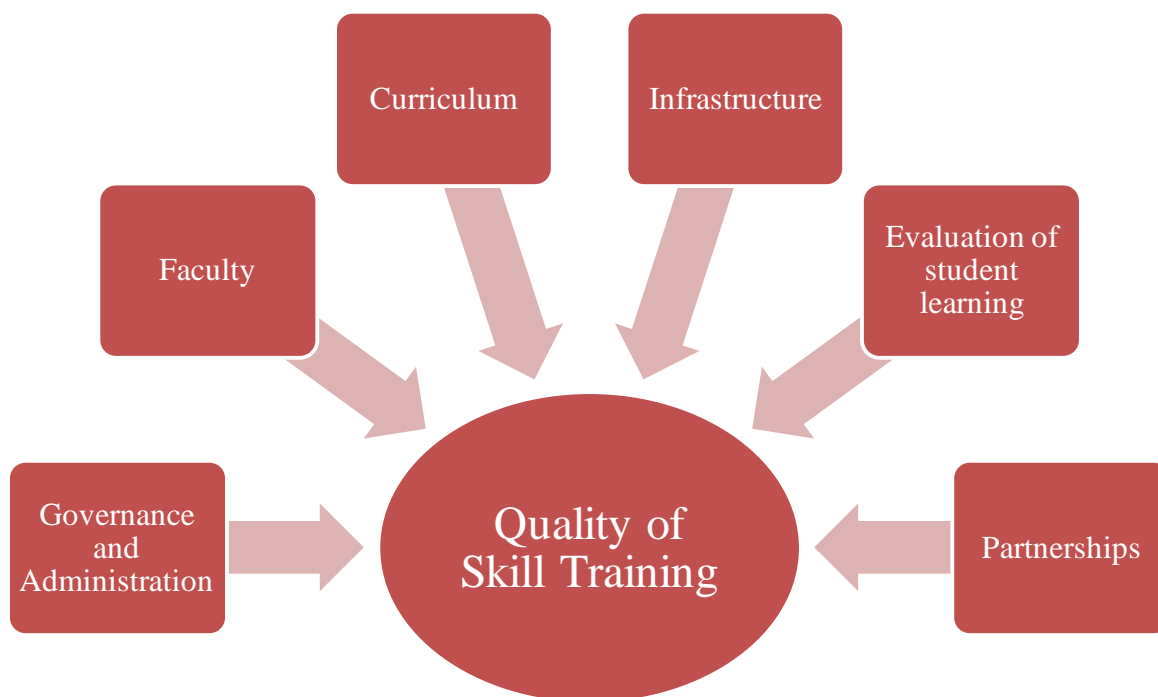 Curriculum
Infrastructure
Faculty
Evaluation of
student
learning
Governance
and
Administration
Quality of
Skill Training
Partnerships